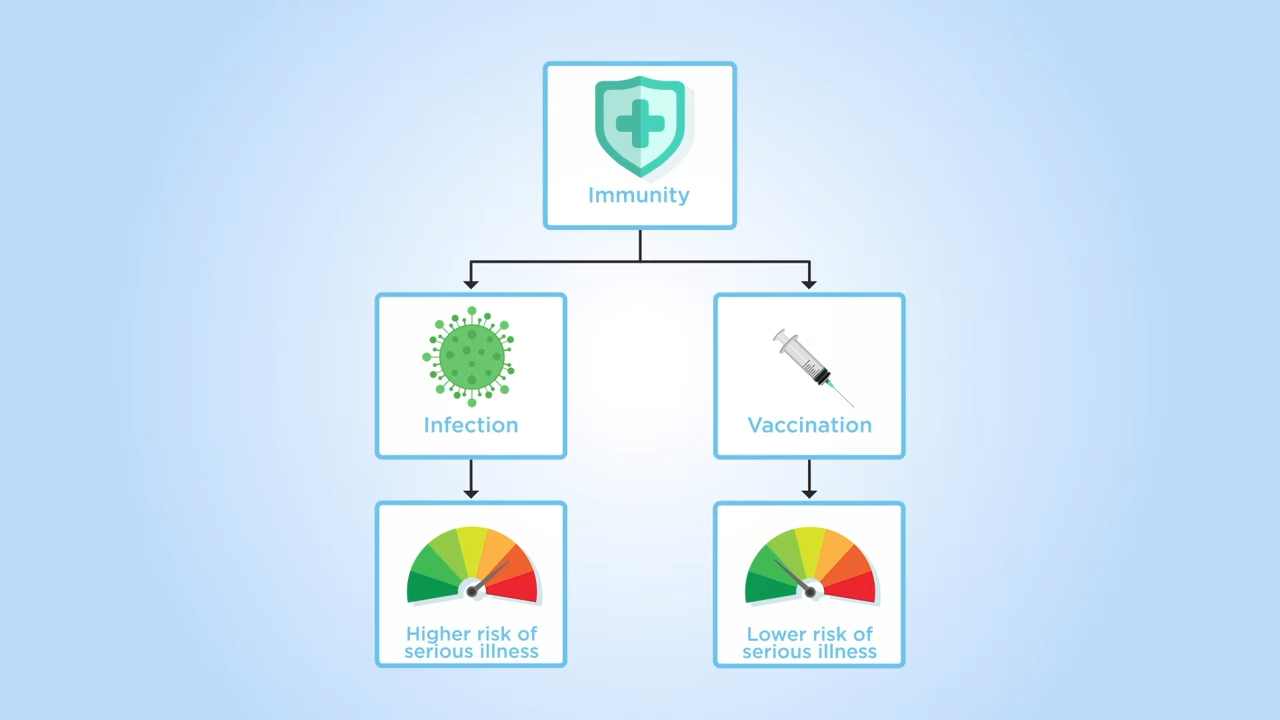 Immunity
Infection
Vaccination
Higher risk of
serious illness
Lower risk of
serious illness